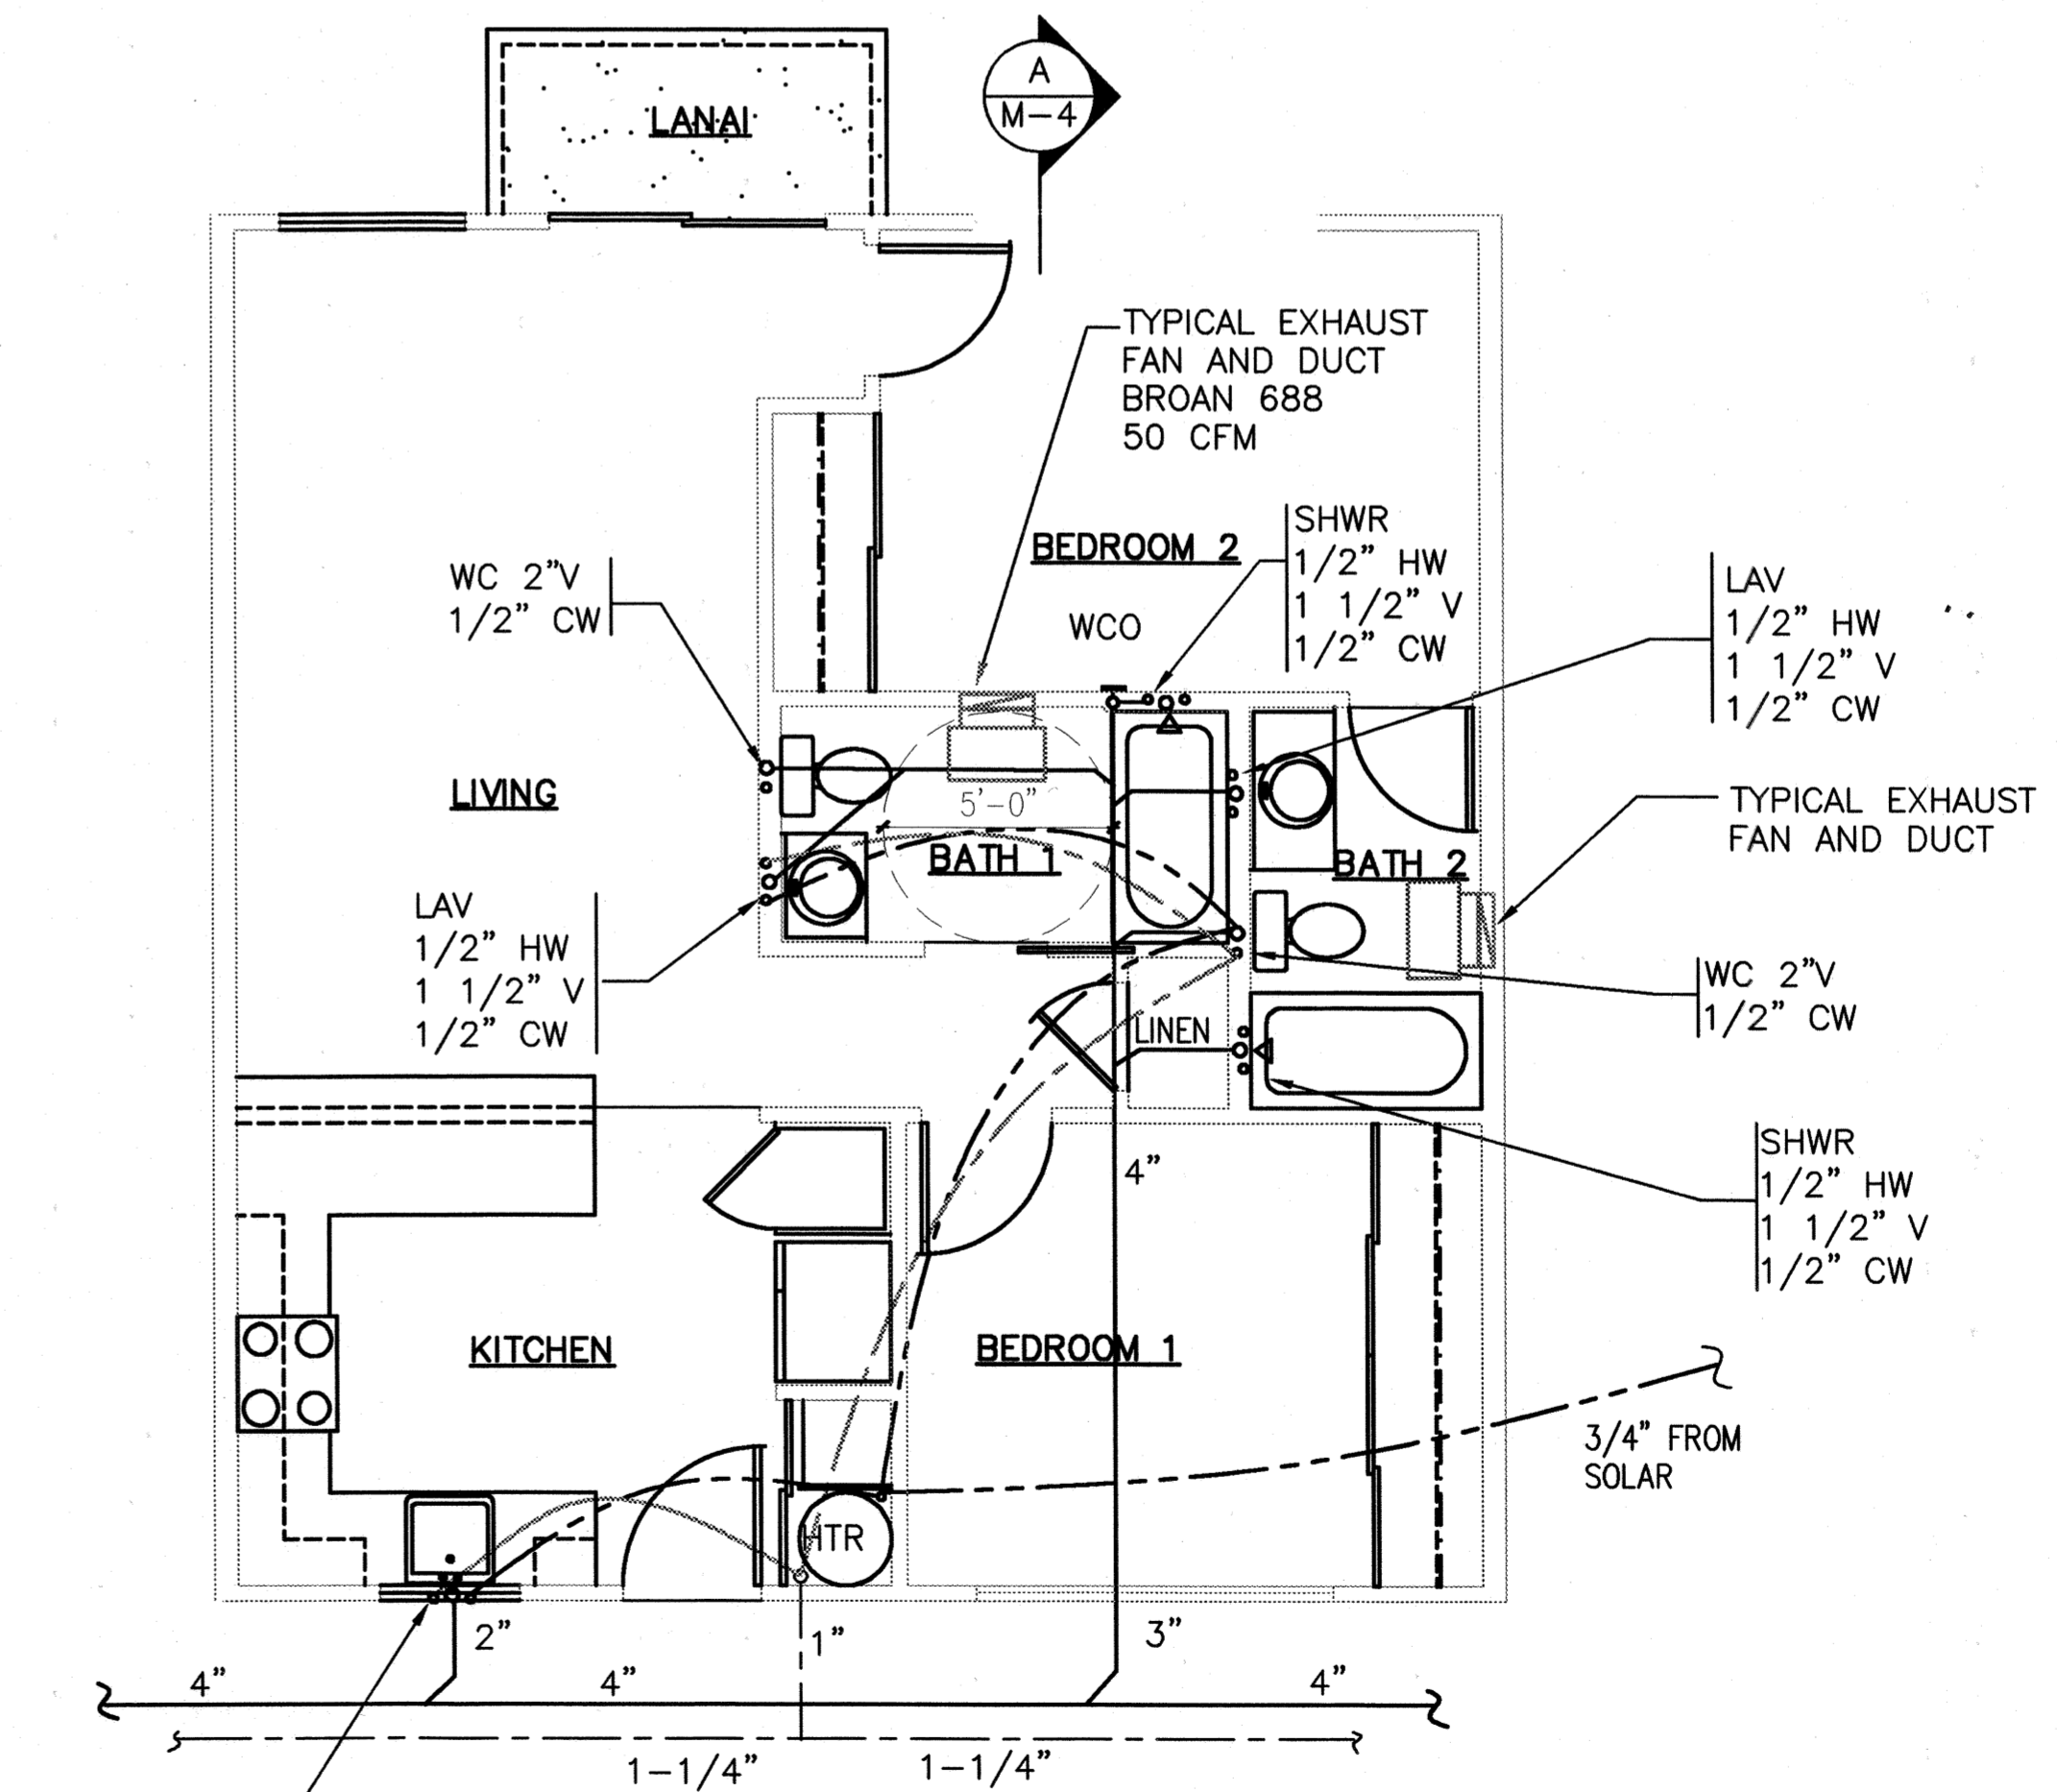 LANAI
A
M-4
TYPICAL EXHAUST
FAN AND DUCT
BROAN 688
50 CFM
SHWR
1/2" HW
1 1/2" V
1/2" CW
BEDROOM 2
WCO
WC 2"V
1/2" CW
LAV
1/2" HW
1 1/2" V
1/2" CW
LIVING
5'-0"
BATH 1
BATH 2
TYPICAL EXHAUST
FAN AND DUCT
LAV
1/2" HW
1 1/2" V
1/2" CW
WC 2"V
1/2" CW
LINEN
4"
SHWR
1/2" HW
1 1/2" V
1/2" CW
KITCHEN
BEDROOM 1
3/4" FROM
SOLAR
HTR
2"
1"
3"
4"
4"
4"
1-1/4"
1-1/4"